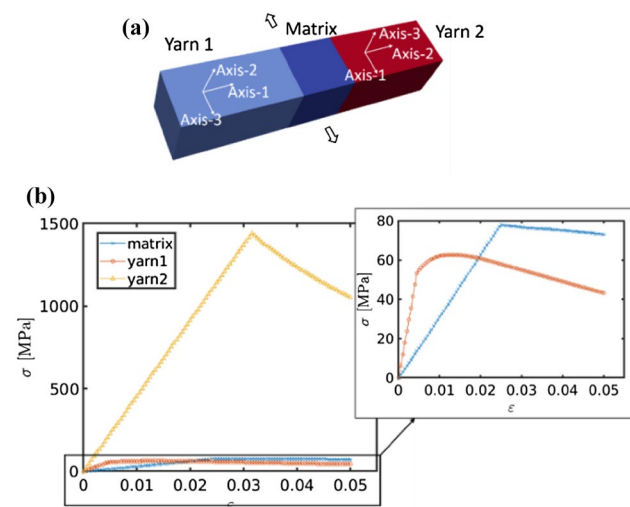 (a)
Yarn 1
Matrix
Yarn 2
Axis-2
Axis-1
Axis-3
Axis-3
Axis-2
Axis-1
(b)
1500
1000
500
0
σ [MPa]
matrix
yarn1
yarn2
0 0.01 0.02 0.03 0.04 0.05
ε
80
60
40
20
0
σ [MPa]
0 0.01 0.02 0.03 0.04 0.05
ε